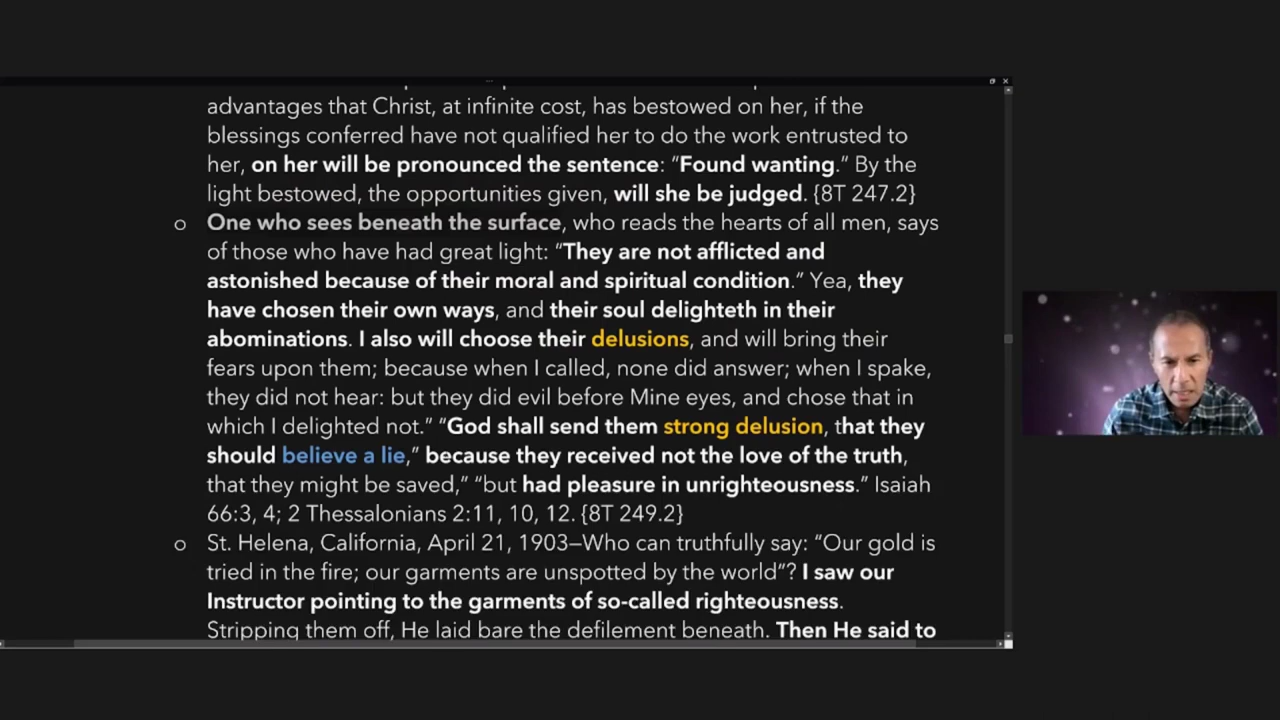 advantages that Christ, at infinite cost, has bestowed on her, if the
blessings conferred have not qualified her to do the work entrusted to
her, on her will be pronounced the sentence: “Found wanting.” By the
light bestowed, the opportunities given, will she be judged. {8T 247.2}
o One who sees beneath the surface, who reads the hearts of all men, says
of those who have had great light: “They are not afflicted and
astonished because of their moral and spiritual condition.” Yea, they
have chosen their own ways, and their soul delighteth in their
abominations. I also will choose their delusions, and will bring their
fears upon them; because when I called, none did answer; when I spake,
they did not hear: but they did evil before Mine eyes, and chose that in
which I delighted not.” “God shall send them strong delusion, that they
should believe a lie,” because they received not the love of the truth,
that they might be saved,” “but had pleasure in unrighteousness.” Isaiah
66:3, 4; 2 Thessalonians 2:11, 10, 12. {8T 249.2}
o St. Helena, California, April 21, 1903—Who can truthfully say: “Our gold is
tried in the fire; our garments are unspotted by the world”? I saw our
Instructor pointing to the garments of so-called righteousness.
Stripping them off, He laid bare the defilement beneath. Then He said to